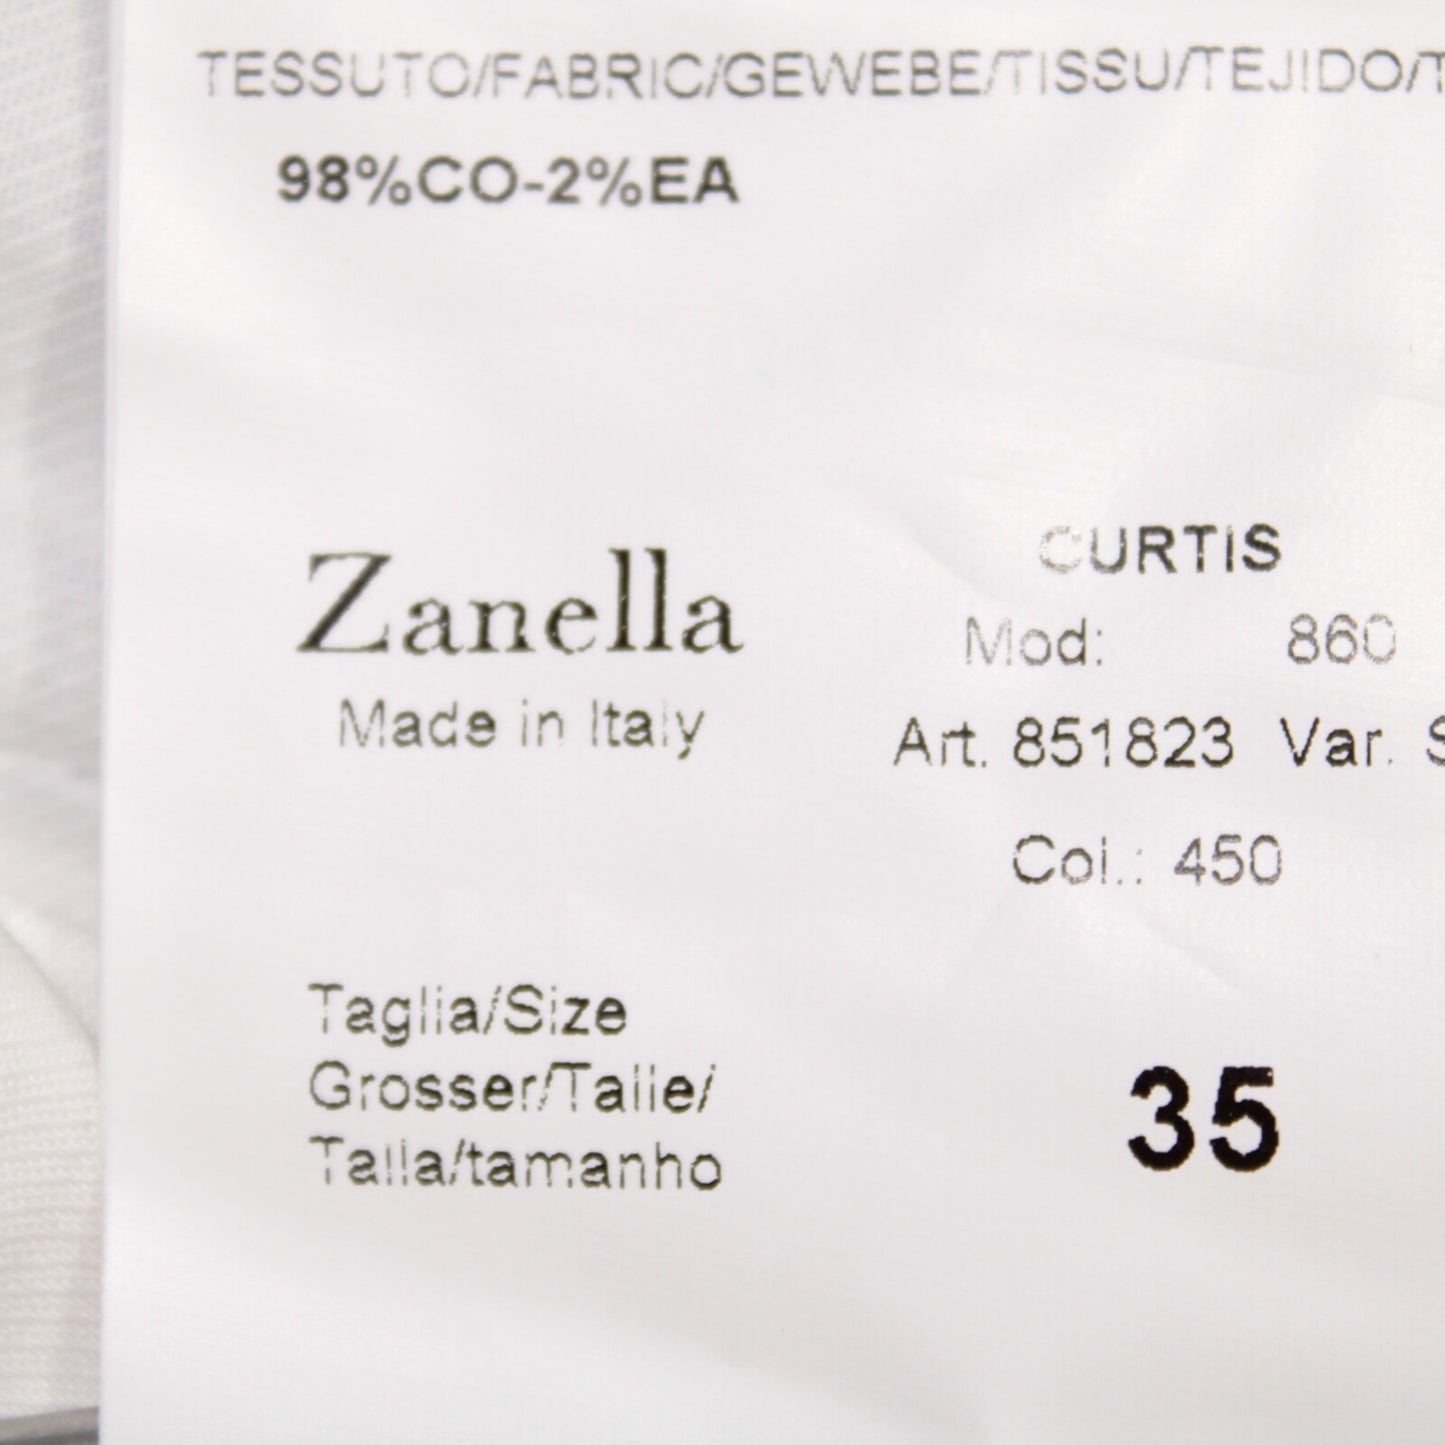 TESSUTO/FABRIC/GEWEBE/TISSU/TEJIDO/T
98%CO-2%EA
Zanella
Made in Italy
CURTIS
Mod: 860
Art. 851823 Var. S
Col.: 450
Taglia/Size
Grosser/Talle/
Talla/tamanho
35